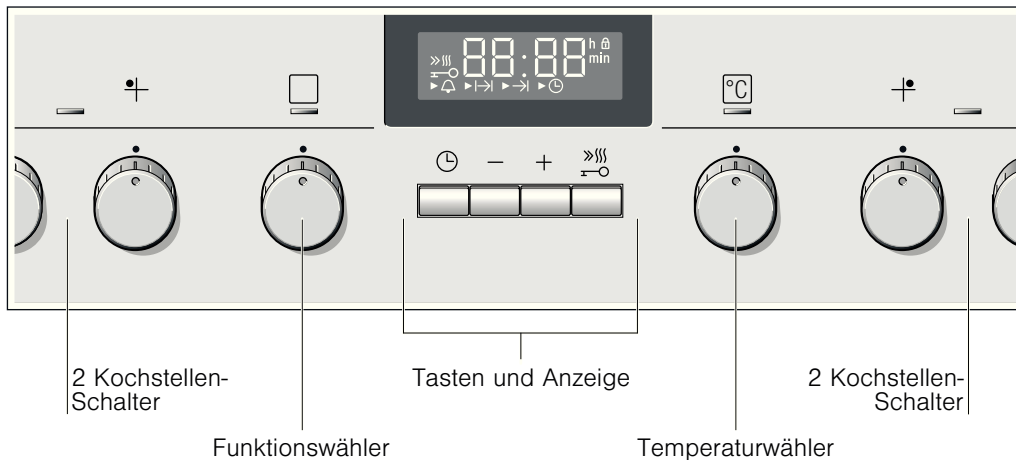 88:88
h
min
°C
− +
2 Kochstellen-
Schalter
Tasten und Anzeige
2 Kochstellen-
Schalter
Funktionswähler
Temperaturwähler